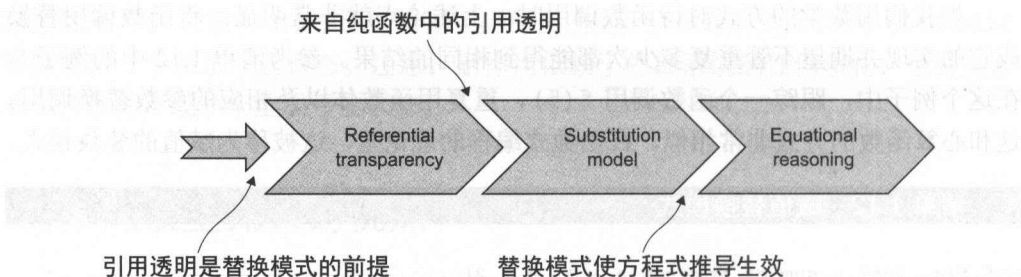 来自纯函数中的引用透明
Referential
transparency
Substitution
model
Equational
reasoning
引用透明是替换模式的前提
替换模式使方程式推导生效